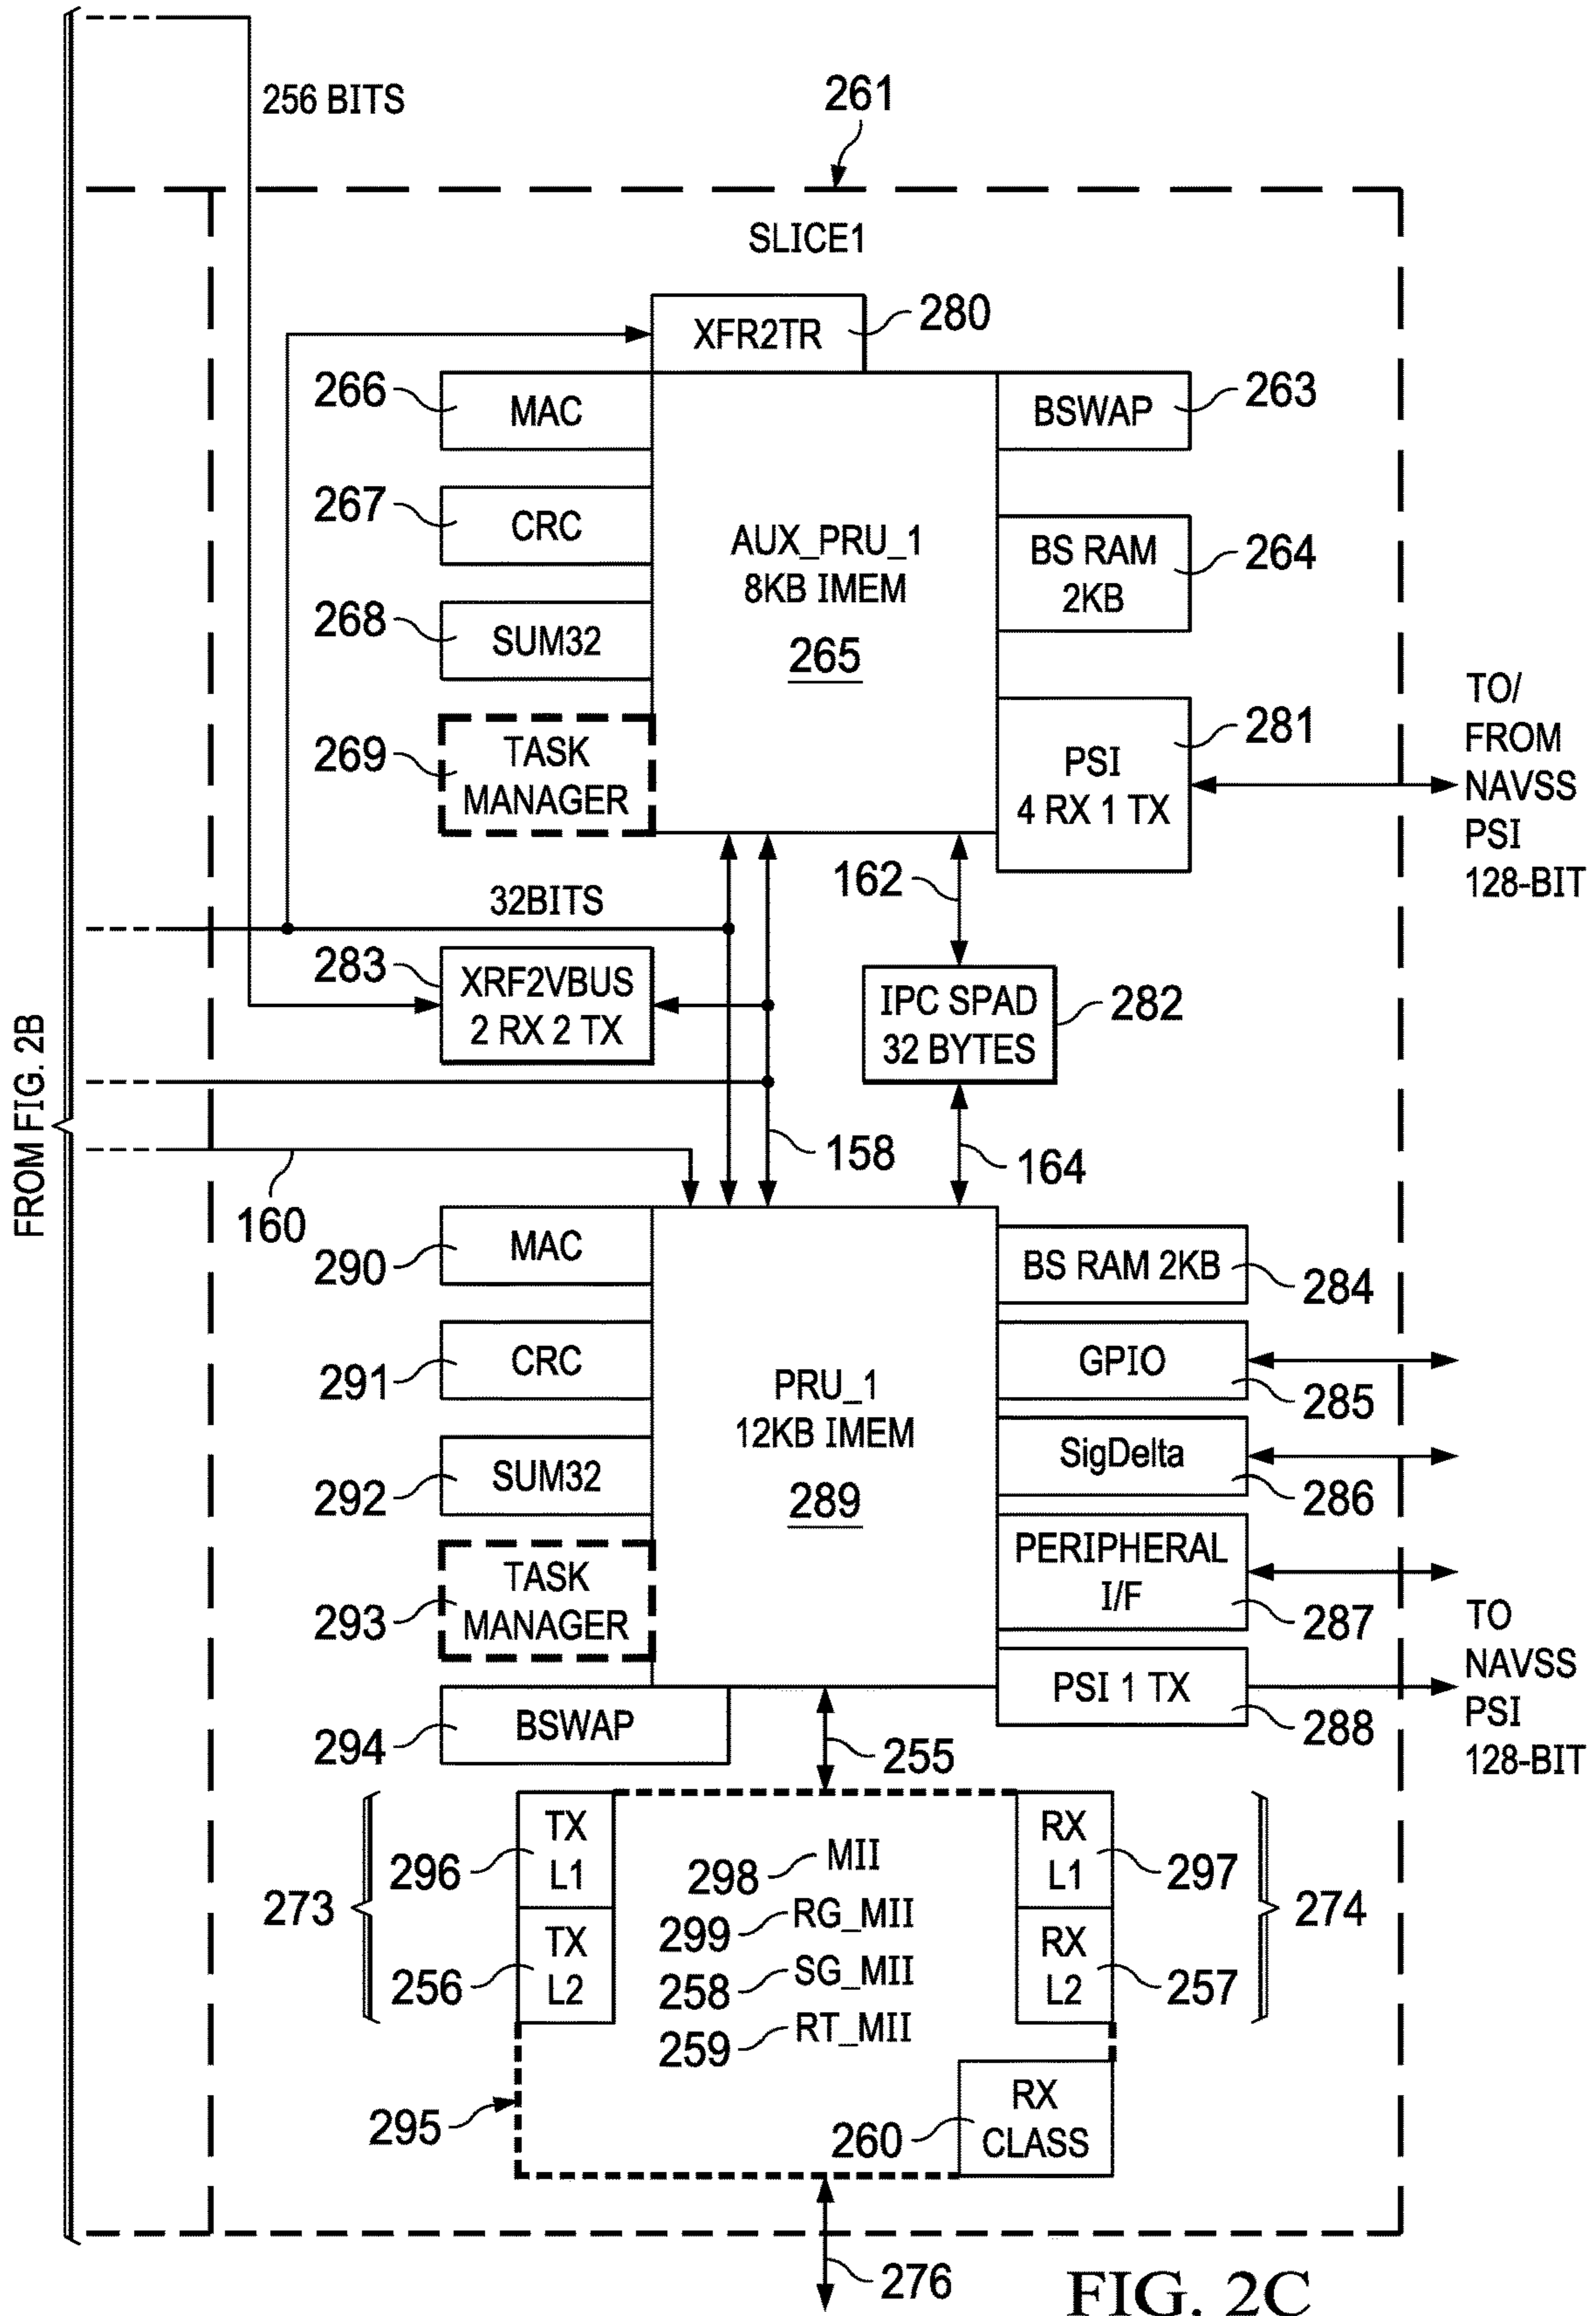 256 BITS
261
SLICE1
XFR2TR
280
266
MAC
BSWAP
263
267
CRC
AUX_PRU_1
8KB IMEM
265
BS RAM
2KB
264
268
SUM32
269
TASK
MANAGER
281
PSI
4 RX 1 TX
TO/
FROM
NAVSS
PSI
128-BIT
162
32BITS
283
XRF2VBUS
2 RX 2 TX
IPC SPAD
32 BYTES
282
FROM FIG. 2B
158
164
160
290
MAC
BS RAM 2KB
284
291
CRC
GPIO
285
PRU_1
12KB IMEM
289
292
SUM32
SigDelta
286
293
TASK
MANAGER
PERIPHERAL
I/F
287
TO
NAVSS
PSI
128-BIT
PSI 1 TX
288
294
BSWAP
255
273
296
TX
L1
256
TX
L2
298
MII
299
RG_MII
258
SG_MII
259
RT_MII
RX
L1
297
RX
L2
257
274
295
260
RX
CLASS
276
FIG. 2C